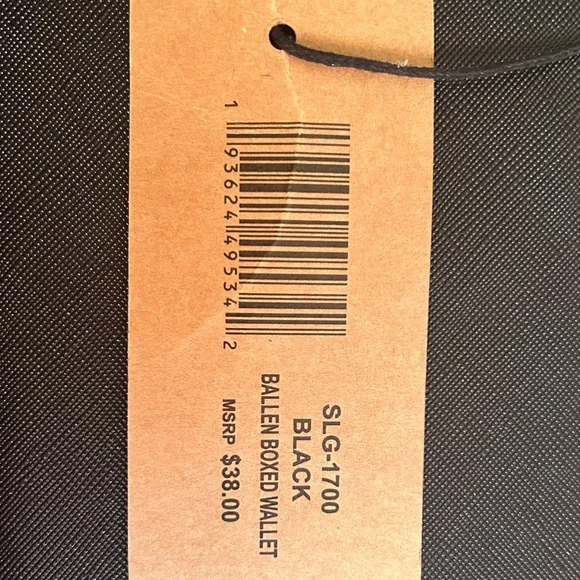 1 93624 49534 2
SLG-1700
BLACK
BALLEN BOXED WALLET
MSRP $38.00